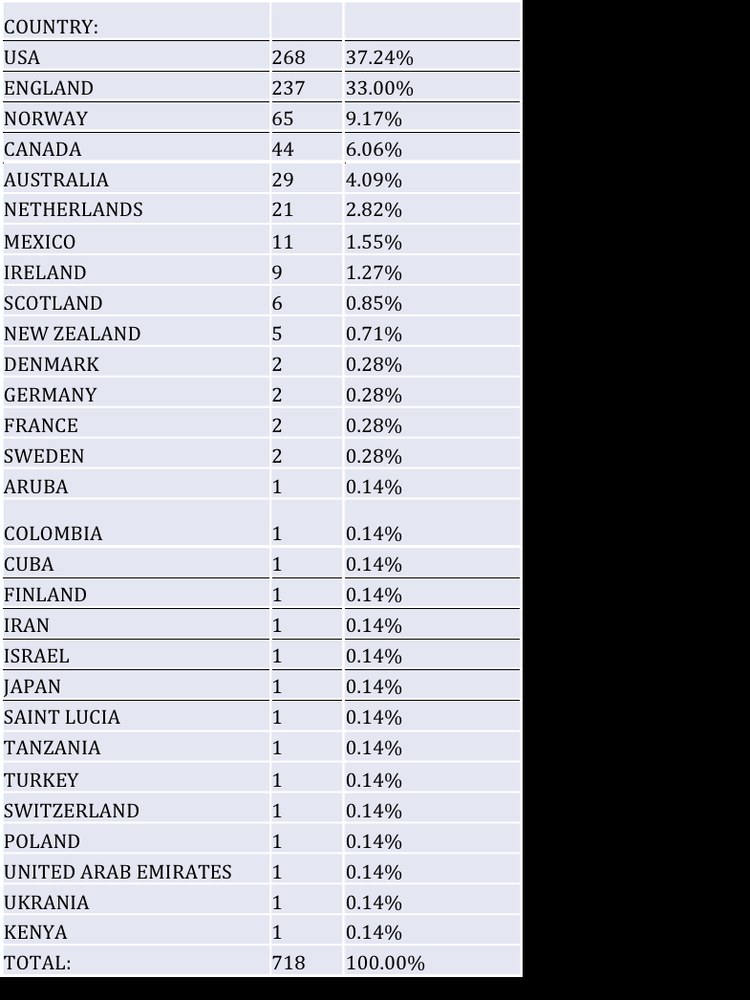 COUNTRY:
USA 268 37.24%
ENGLAND 237 33.00%
NORWAY 65 9.17%
CANADA 44 6.06%
AUSTRALIA 29 4.09%
NETHERLANDS 21 2.82%
MEXICO 11 1.55%
IRELAND 9 1.27%
SCOTLAND 6 0.85%
NEW ZEALAND 5 0.71%
DENMARK 2 0.28%
GERMANY 2 0.28%
FRANCE 2 0.28%
SWEDEN 2 0.28%
ARUBA 1 0.14%
COLOMBIA 1 0.14%
CUBA 1 0.14%
FINLAND 1 0.14%
IRAN 1 0.14%
ISRAEL 1 0.14%
JAPAN 1 0.14%
SAINT LUCIA 1 0.14%
TANZANIA 1 0.14%
TURKEY 1 0.14%
SWITZERLAND 1 0.14%
POLAND 1 0.14%
UNITED ARAB EMIRATES 1 0.14%
UKRANIA 1 0.14%
KENYA 1 0.14%
TOTAL: 718 100.00%